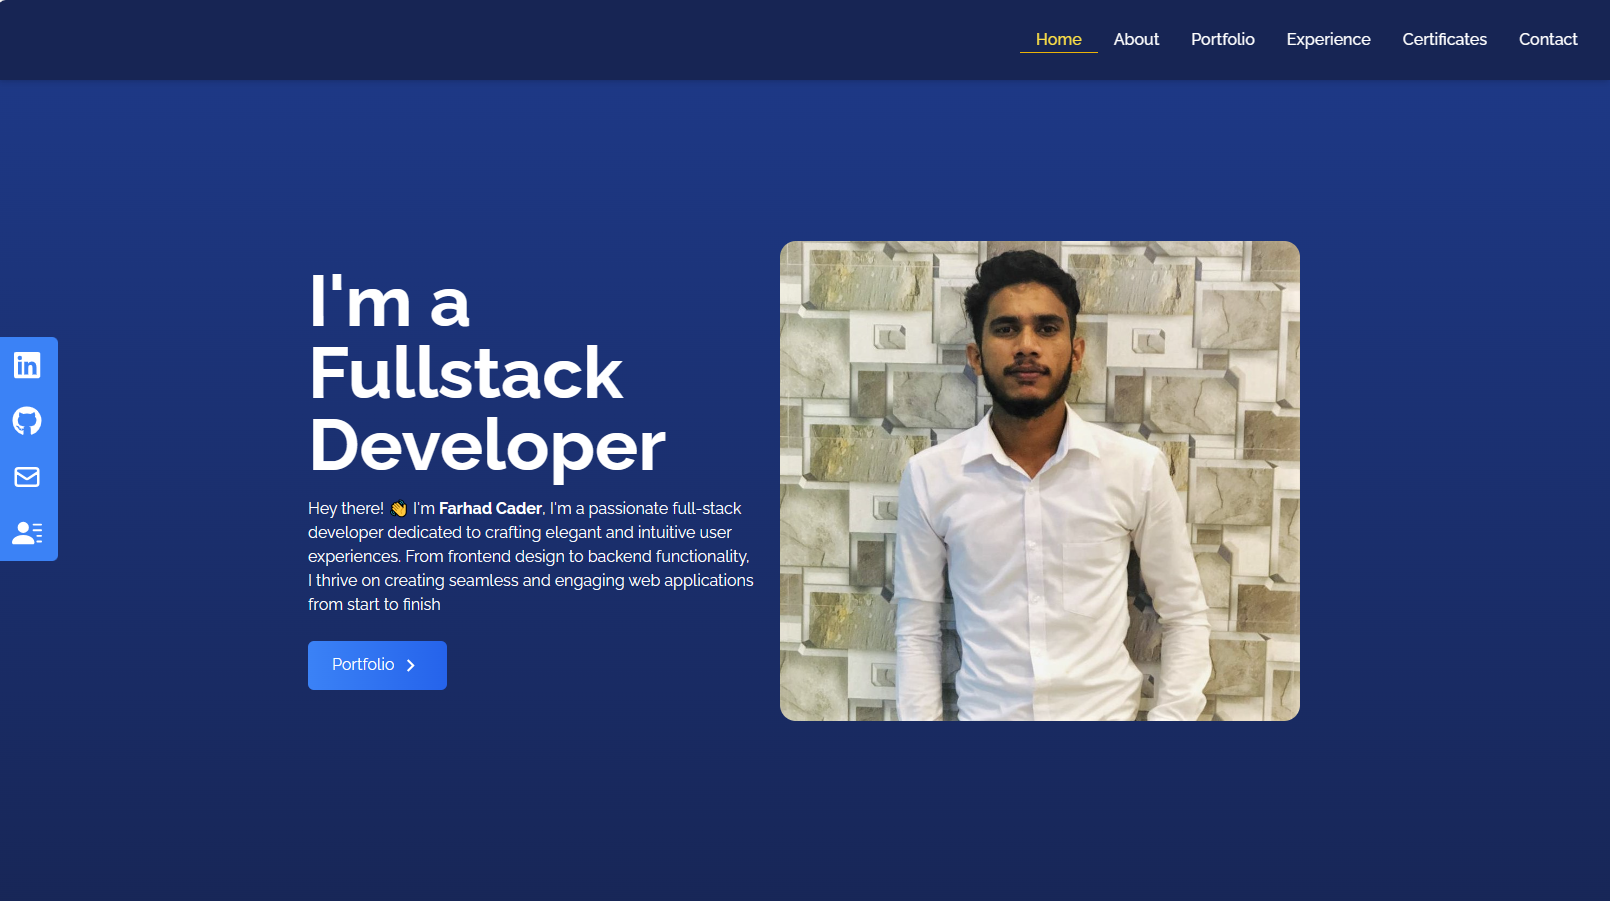 Home About Portfolio Experience Certificates Contact
I'm a
Fullstack
Developer
Hey there! 👋 I'm Farhad Cader, I'm a passionate full-stack
developer dedicated to crafting elegant and intuitive user
experiences. From frontend design to backend functionality,
I thrive on creating seamless and engaging web applications
from start to finish
Portfolio
in